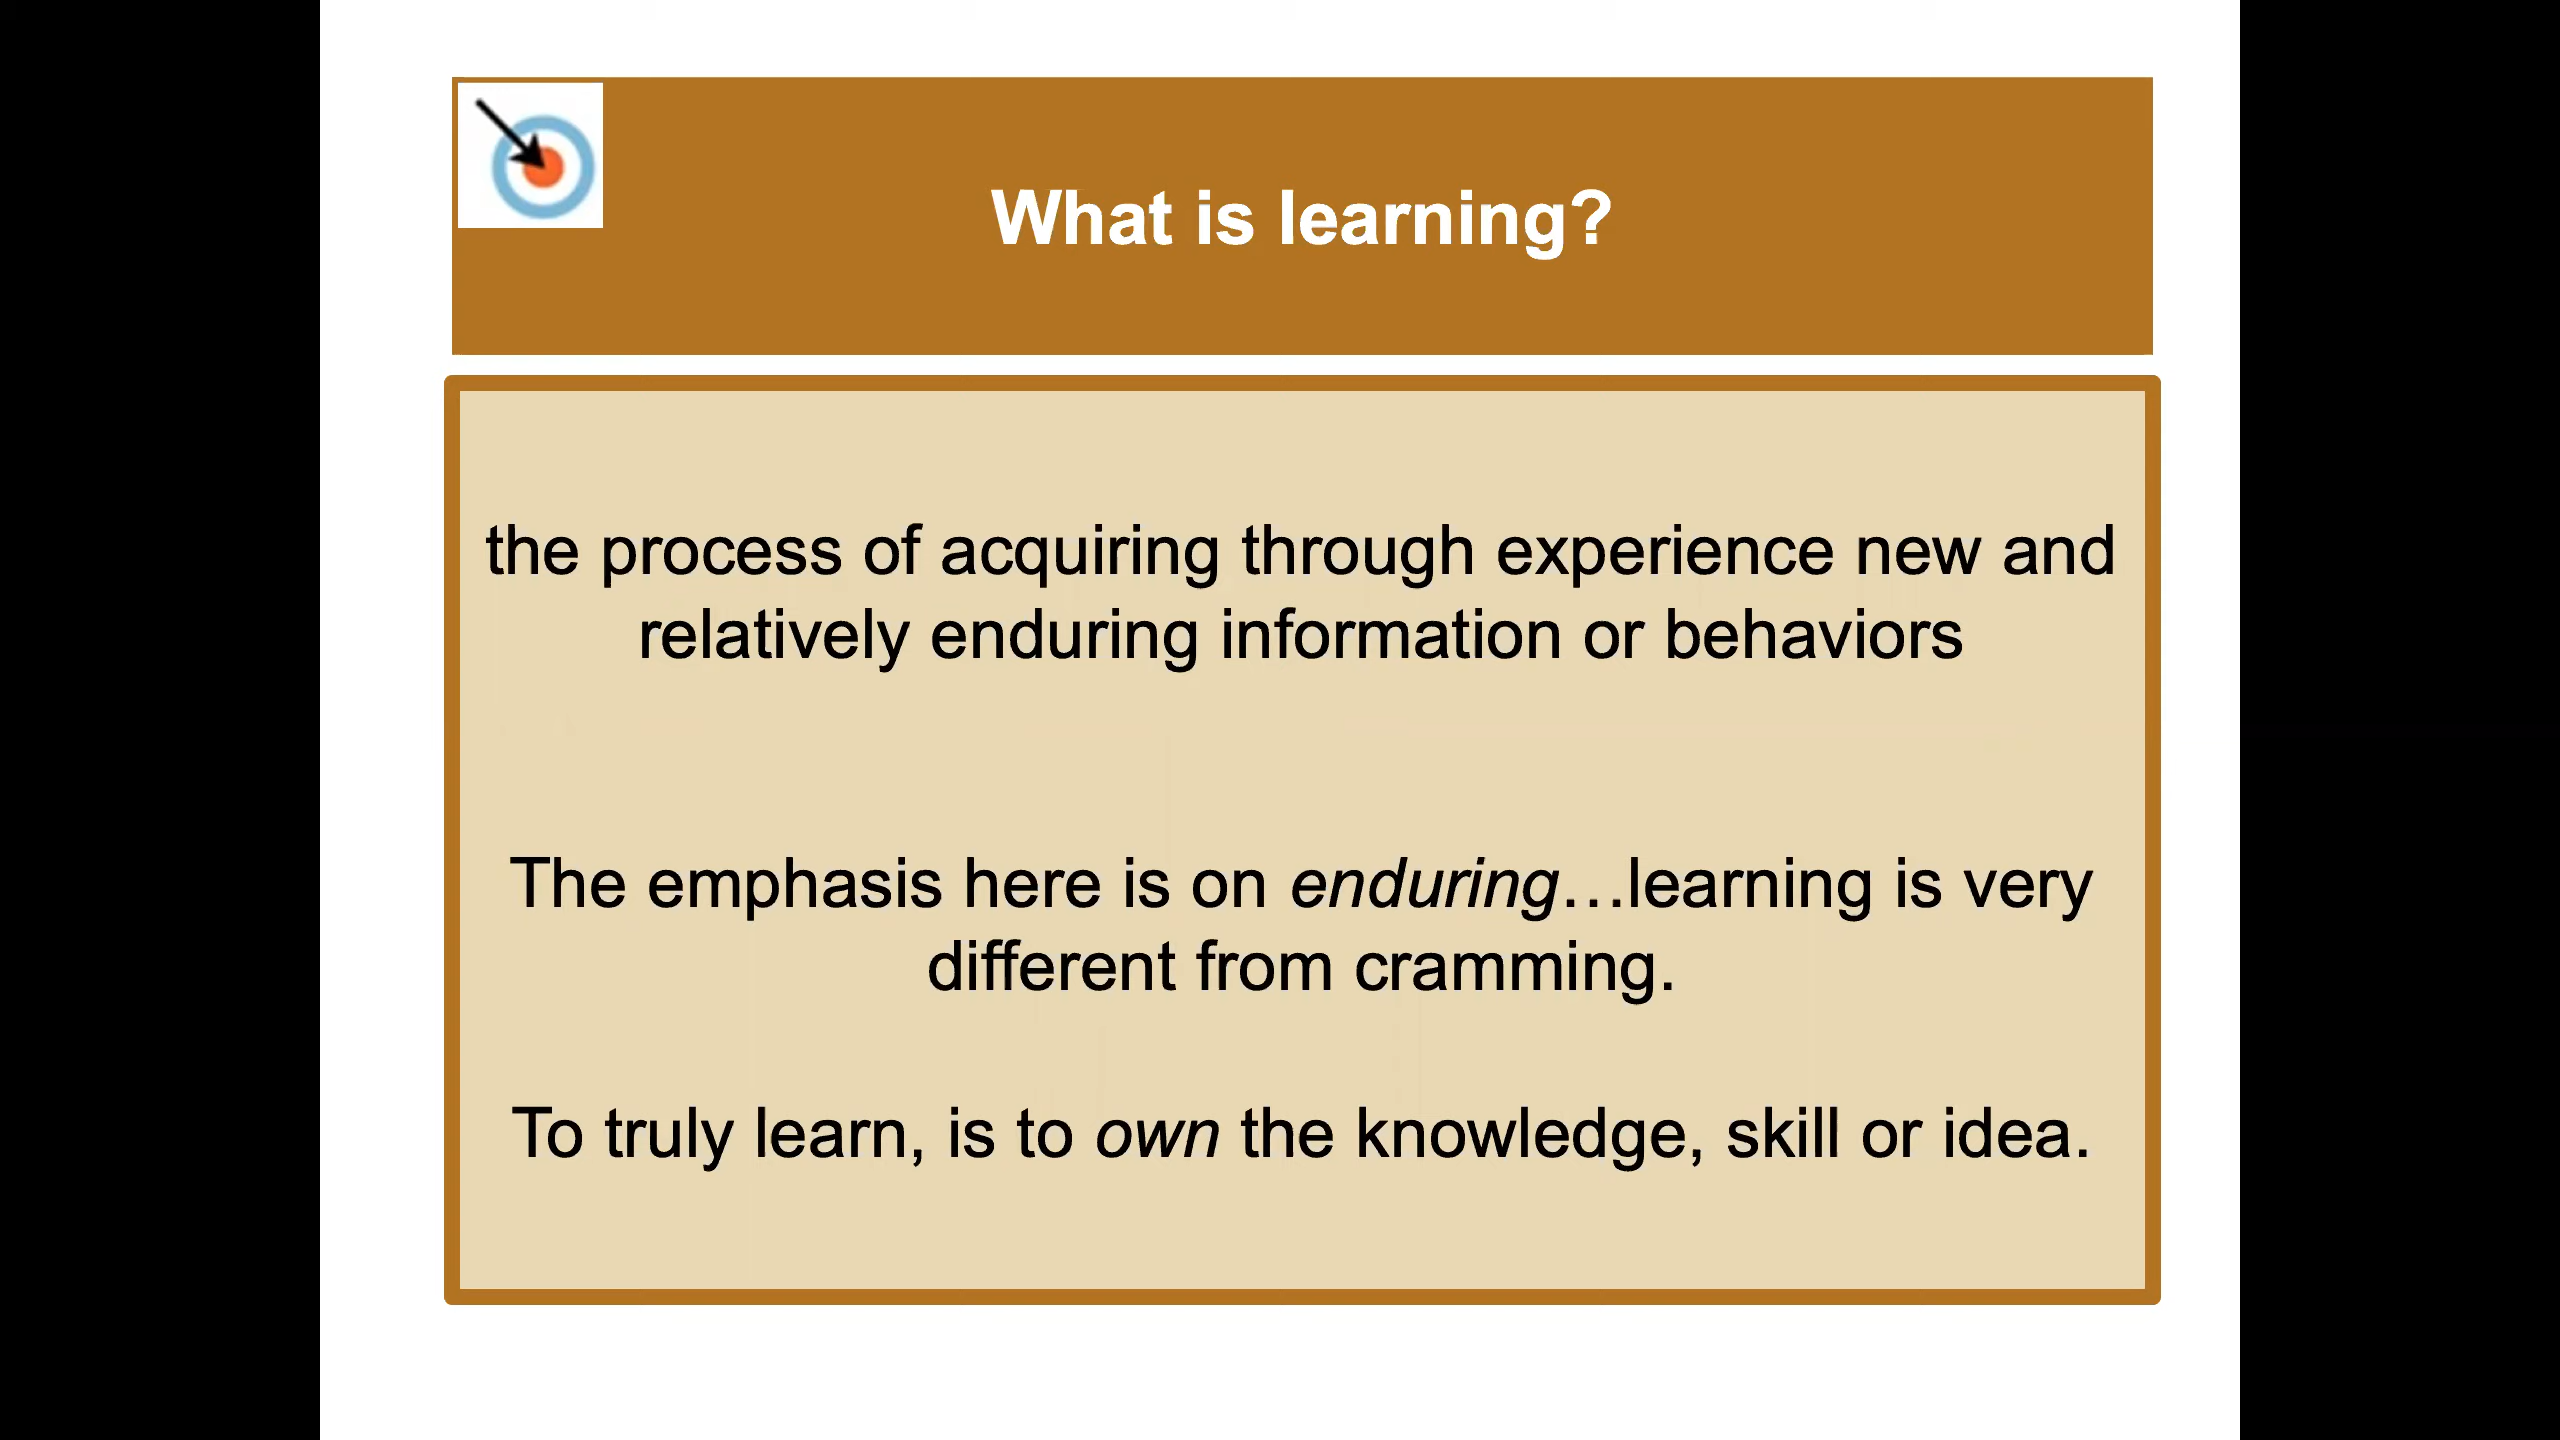 What is learning?
the process of acquiring through experience new and
relatively enduring information or behaviors
The emphasis here is on enduring…learning is very
different from cramming.
To truly learn, is to own the knowledge, skill or idea.